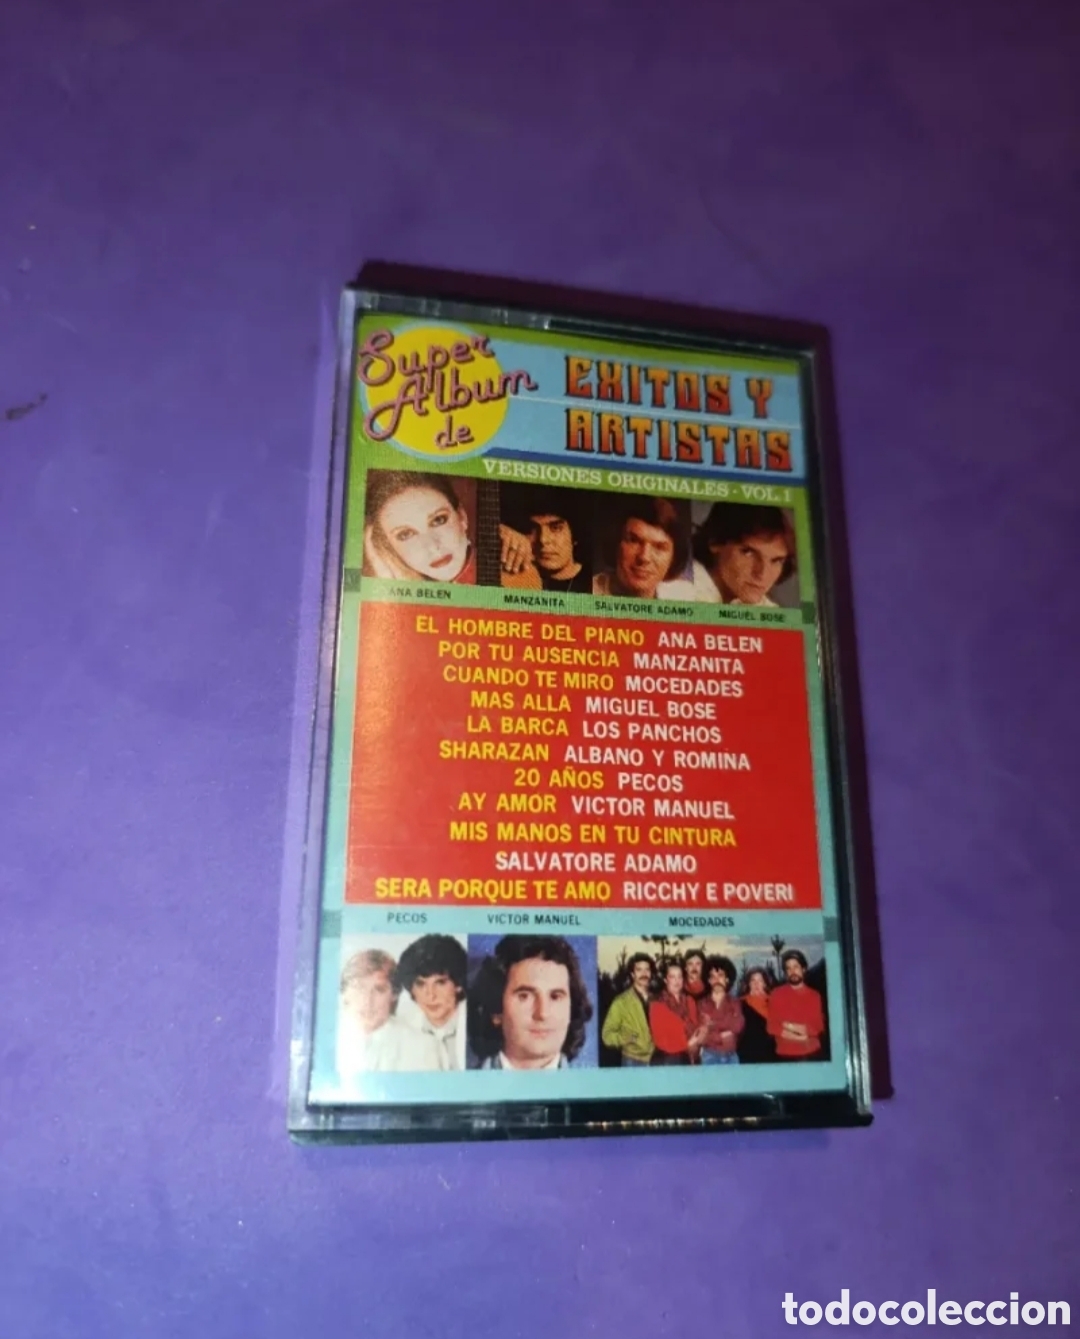 Super
Album
de
EXITOS Y
ARTISTAS
VERSIONES ORIGINALES - VOL. 1
ANA BELEN
MANZANITA
SALVATORE ADAMO
MIGUEL BOSE
EL HOMBRE DEL PIANO ANA BELEN
POR TU AUSENCIA MANZANITA
CUANDO TE MIRO MOCEDADES
MAS ALLA MIGUEL BOSE
LA BARCA LOS PANCHOS
SHARAZAN ALBANO Y ROMINA
20 AÑOS PECOS
AY AMOR VICTOR MANUEL
MIS MANOS EN TU CINTURA
SALVATORE ADAMO
SERA PORQUE TE AMO RICCHY E POVERI
PECOS
VICTOR MANUEL
MOCEDADES
todocoleccion